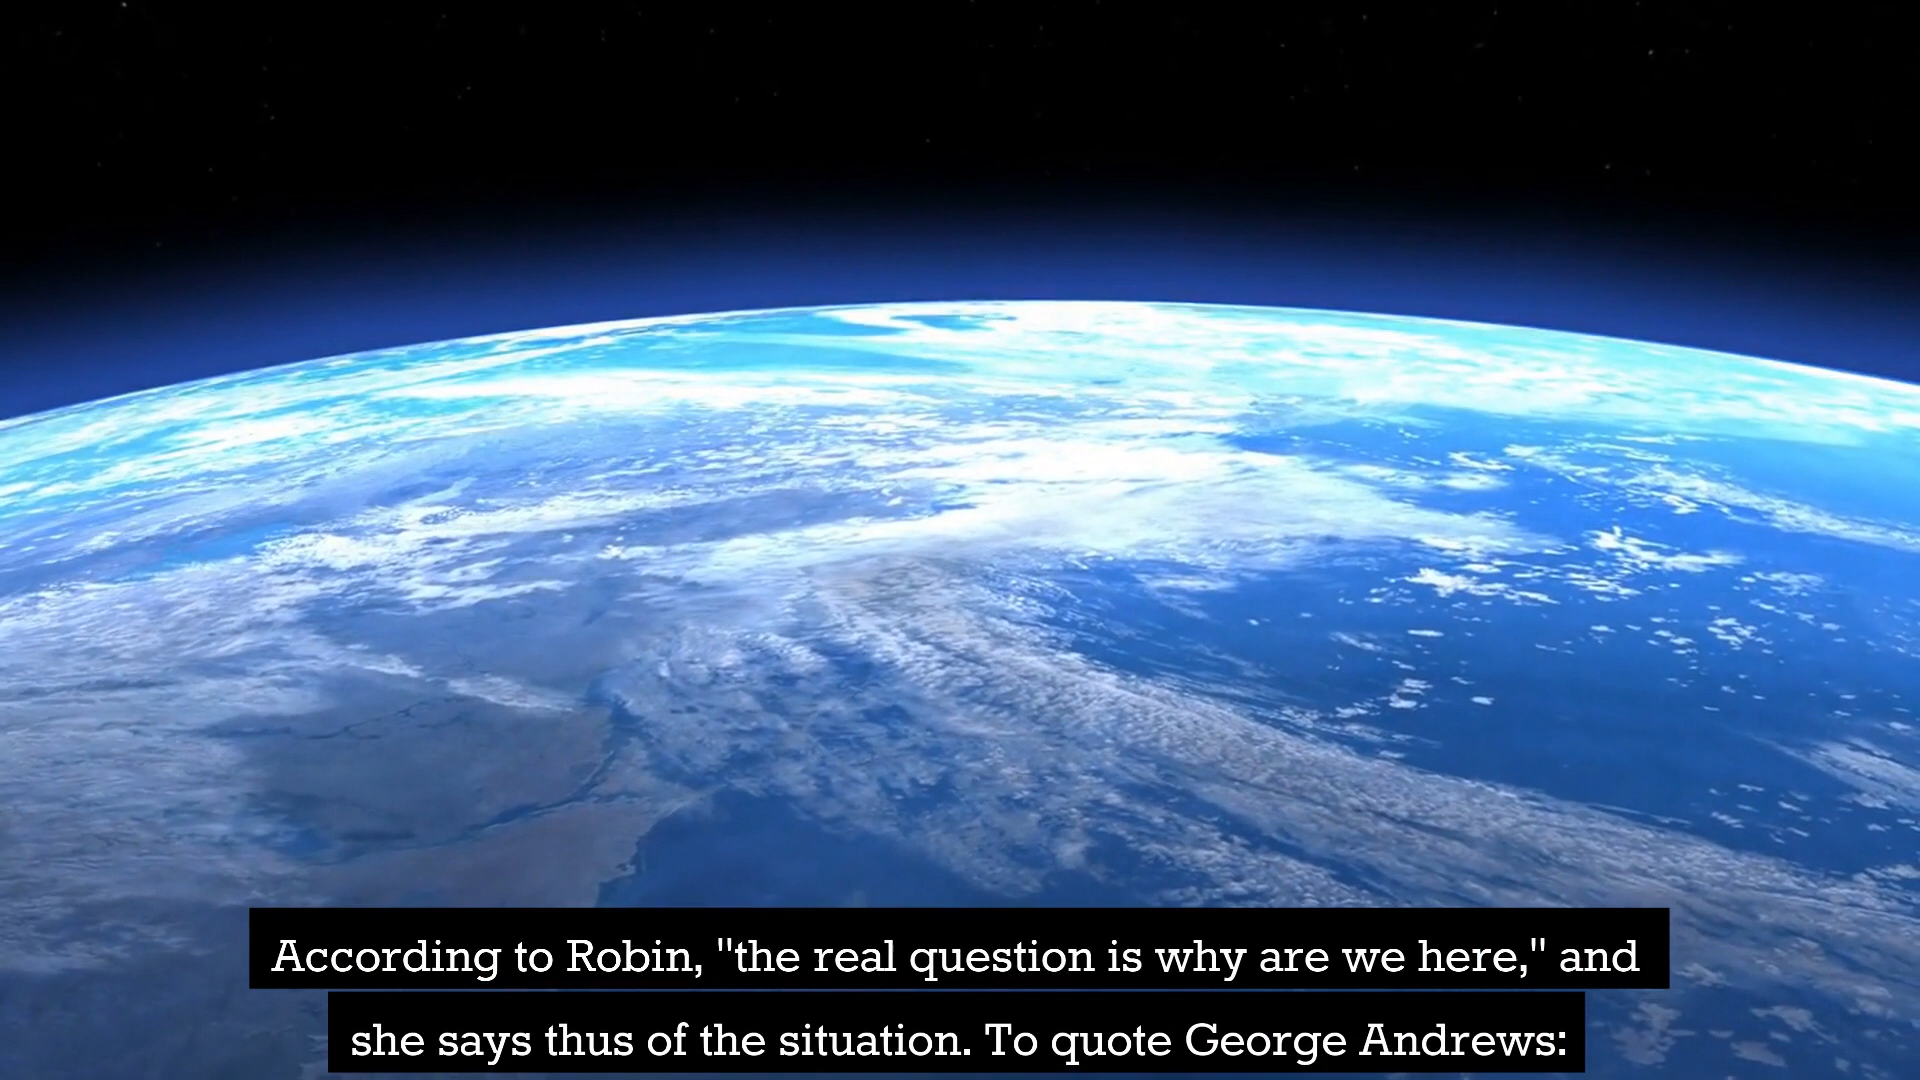 According to Robin, "the real question is why are we here," and
she says thus of the situation. To quote George Andrews: